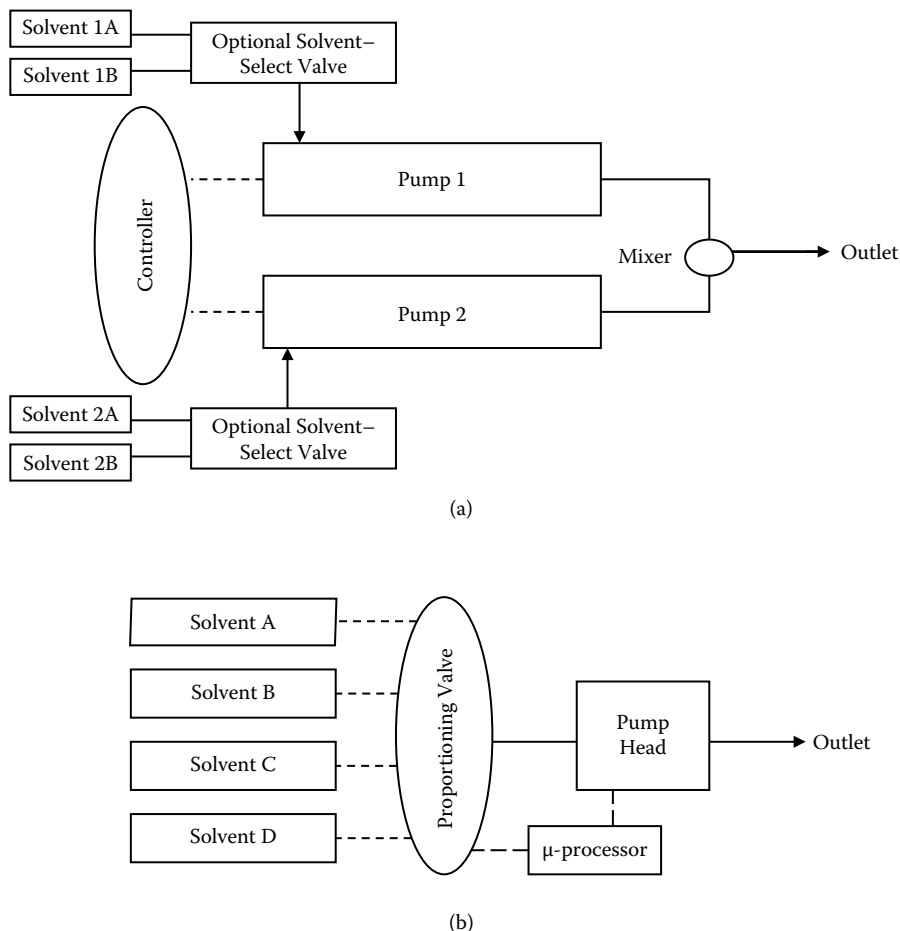 Solvent 1A
Solvent 1B
Optional Solvent–
Select Valve
Controller
Pump 1
Mixer
Outlet
Pump 2
Solvent 2A
Solvent 2B
Optional Solvent–
Select Valve
(a)
Solvent A
Solvent B
Solvent C
Solvent D
Proportioning Valve
Pump
Head
Outlet
μ-processor
(b)